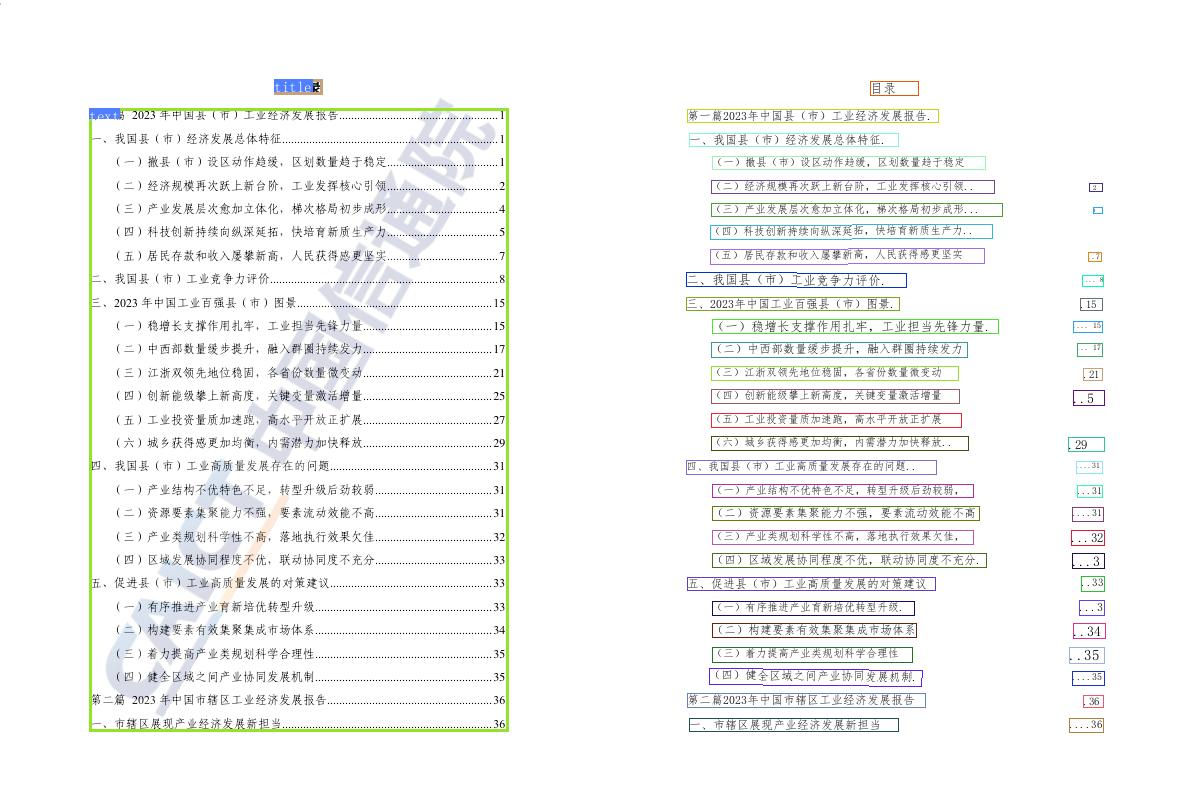 title
text 2023 年中国县（市）工业经济发展报告........1
一、我国县（市）经济发展总体特征........1
（一）撤县（市）设区动作趋缓，区划数量趋于稳定........1
（二）经济规模再次跃上新台阶，工业发挥核心引领........2
（三）产业发展层次愈加立体化，梯次格局初步成形........4
（四）科技创新持续向纵深延拓，快培育新质生产力........5
（五）居民存款和收入屡攀新高，人民获得感更坚实........7
二、我国县（市）工业竞争力评价........8
三、2023 年中国工业百强县（市）图景........15
（一）稳增长支撑作用扎牢，工业担当先锋力量........15
（二）中西部数量缓步提升，融入群圈持续发力........17
（三）江浙双领先地位稳固，各省份数量微变动........21
（四）创新能级攀上新高度，关键变量激活增量........25
（五）工业投资量质加速跑，高水平开放正扩展........27
（六）城乡获得感更加均衡，内需潜力加快释放........29
四、我国县（市）工业高质量发展存在的问题........31
（一）产业结构不优特色不足，转型升级后劲较弱........31
（二）资源要素集聚能力不强，要素流动效能不高........31
（三）产业类规划科学性不高，落地执行效果欠佳........32
（四）区域发展协同程度不优，联动协同度不充分........33
五、促进县（市）工业高质量发展的对策建议........33
（一）有序推进产业育新培优转型升级........33
（二）构建要素有效集聚集成市场体系........34
（三）着力提高产业类规划科学合理性........35
（四）健全区域之间产业协同发展机制........35
第二篇 2023 年中国市辖区工业经济发展报告........36
一、市辖区展现产业经济发展新担当........36
CAICT 中国信通院
目录
第一篇2023年中国县（市）工业经济发展报告.
一、我国县（市）经济发展总体特征.
（一）撤县（市）设区动作趋缓，区划数量趋于稳定
（二）经济规模再次跃上新台阶，工业发挥核心引领.. 2
（三）产业发展层次愈加立体化，梯次格局初步成形...
（四）科技创新持续向纵深延拓，快培育新质生产力..
（五）居民存款和收入屡攀新高，人民获得感更坚实 .7
二、我国县（市）工业竞争力评价. ... 8
三、2023年中国工业百强县（市）图景. 15
（一）稳增长支撑作用扎牢，工业担当先锋力量. ... 15
（二）中西部数量缓步提升，融入群圈持续发力 .. 17
（三）江浙双领先地位稳固，各省份数量微变动 .21
（四）创新能级攀上新高度，关键变量激活增量 ..5
（五）工业投资量质加速跑，高水平开放正扩展
（六）城乡获得感更加均衡，内需潜力加快释放.. .29
四、我国县（市）工业高质量发展存在的问题.. ...31
（一）产业结构不优特色不足，转型升级后劲较弱， ...31
（二）资源要素集聚能力不强，要素流动效能不高 ....31
（三）产业类规划科学性不高，落地执行效果欠佳， ...32
（四）区域发展协同程度不优，联动协同度不充分. ...3
五、促进县（市）工业高质量发展的对策建议 ..33
（一）有序推进产业育新培优转型升级. ...3
（二）构建要素有效集聚集成市场体系 ..34
（三）着力提高产业类规划科学合理性 ..35
（四）健全区域之间产业协同发展机制. ....35
第二篇2023年中国市辖区工业经济发展报告 .36
一、市辖区展现产业经济发展新担当 ....36